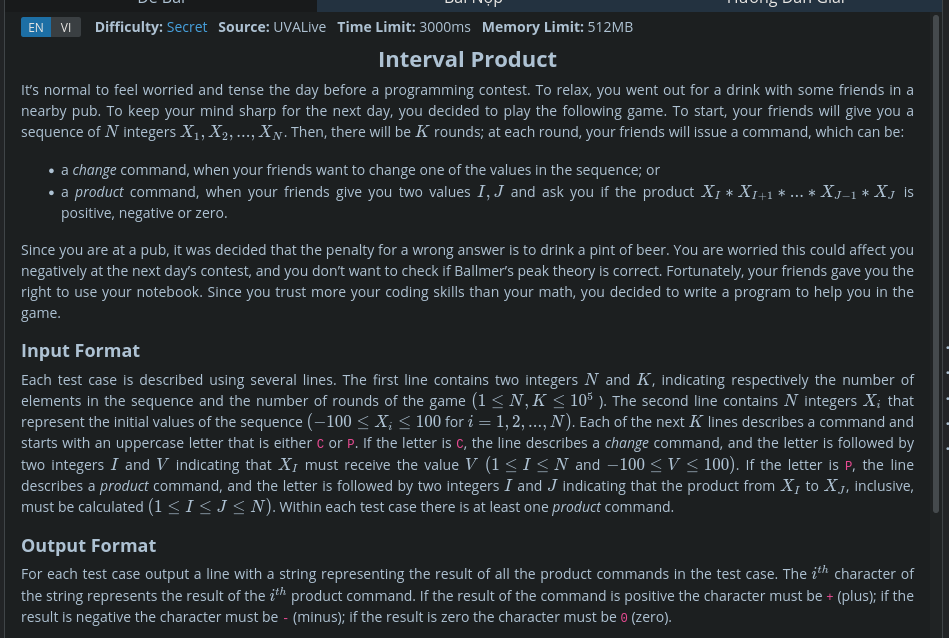 Đề Bài Bài Nộp Hướng Dẫn Giải
EN VI Difficulty: Secret Source: UVALive Time Limit: 3000ms Memory Limit: 512MB
Interval Product
It's normal to feel worried and tense the day before a programming contest. To relax, you went out for a drink with some friends in a
nearby pub. To keep your mind sharp for the next day, you decided to play the following game. To start, your friends will give you a
sequence of N integers X₁, X₂, ..., X_N. Then, there will be K rounds; at each round, your friends will issue a command, which can be:
• a change command, when your friends want to change one of the values in the sequence; or
• a product command, when your friends give you two values I, J and ask you if the product X_I ∗ X_{I+1} ∗ ... ∗ X_{J−1} ∗ X_J is
positive, negative or zero.
Since you are at a pub, it was decided that the penalty for a wrong answer is to drink a pint of beer. You are worried this could affect you
negatively at the next day's contest, and you don't want to check if Ballmer's peak theory is correct. Fortunately, your friends gave you the
right to use your notebook. Since you trust more your coding skills than your math, you decided to write a program to help you in the
game.
Input Format
Each test case is described using several lines. The first line contains two integers N and K, indicating respectively the number of
elements in the sequence and the number of rounds of the game (1 ≤ N, K ≤ 10⁵ ). The second line contains N integers X_i that
represent the initial values of the sequence (−100 ≤ X_i ≤ 100 for i = 1, 2, ..., N). Each of the next K lines describes a command and
starts with an uppercase letter that is either C or P. If the letter is C, the line describes a change command, and the letter is followed by
two integers I and V indicating that X_I must receive the value V (1 ≤ I ≤ N and −100 ≤ V ≤ 100). If the letter is P, the line
describes a product command, and the letter is followed by two integers I and J indicating that the product from X_I to X_J, inclusive,
must be calculated (1 ≤ I ≤ J ≤ N). Within each test case there is at least one product command.
Output Format
For each test case output a line with a string representing the result of all the product commands in the test case. The i^{th} character of
the string represents the result of the i^{th} product command. If the result of the command is positive the character must be + (plus); if the
result is negative the character must be - (minus); if the result is zero the character must be 0 (zero).